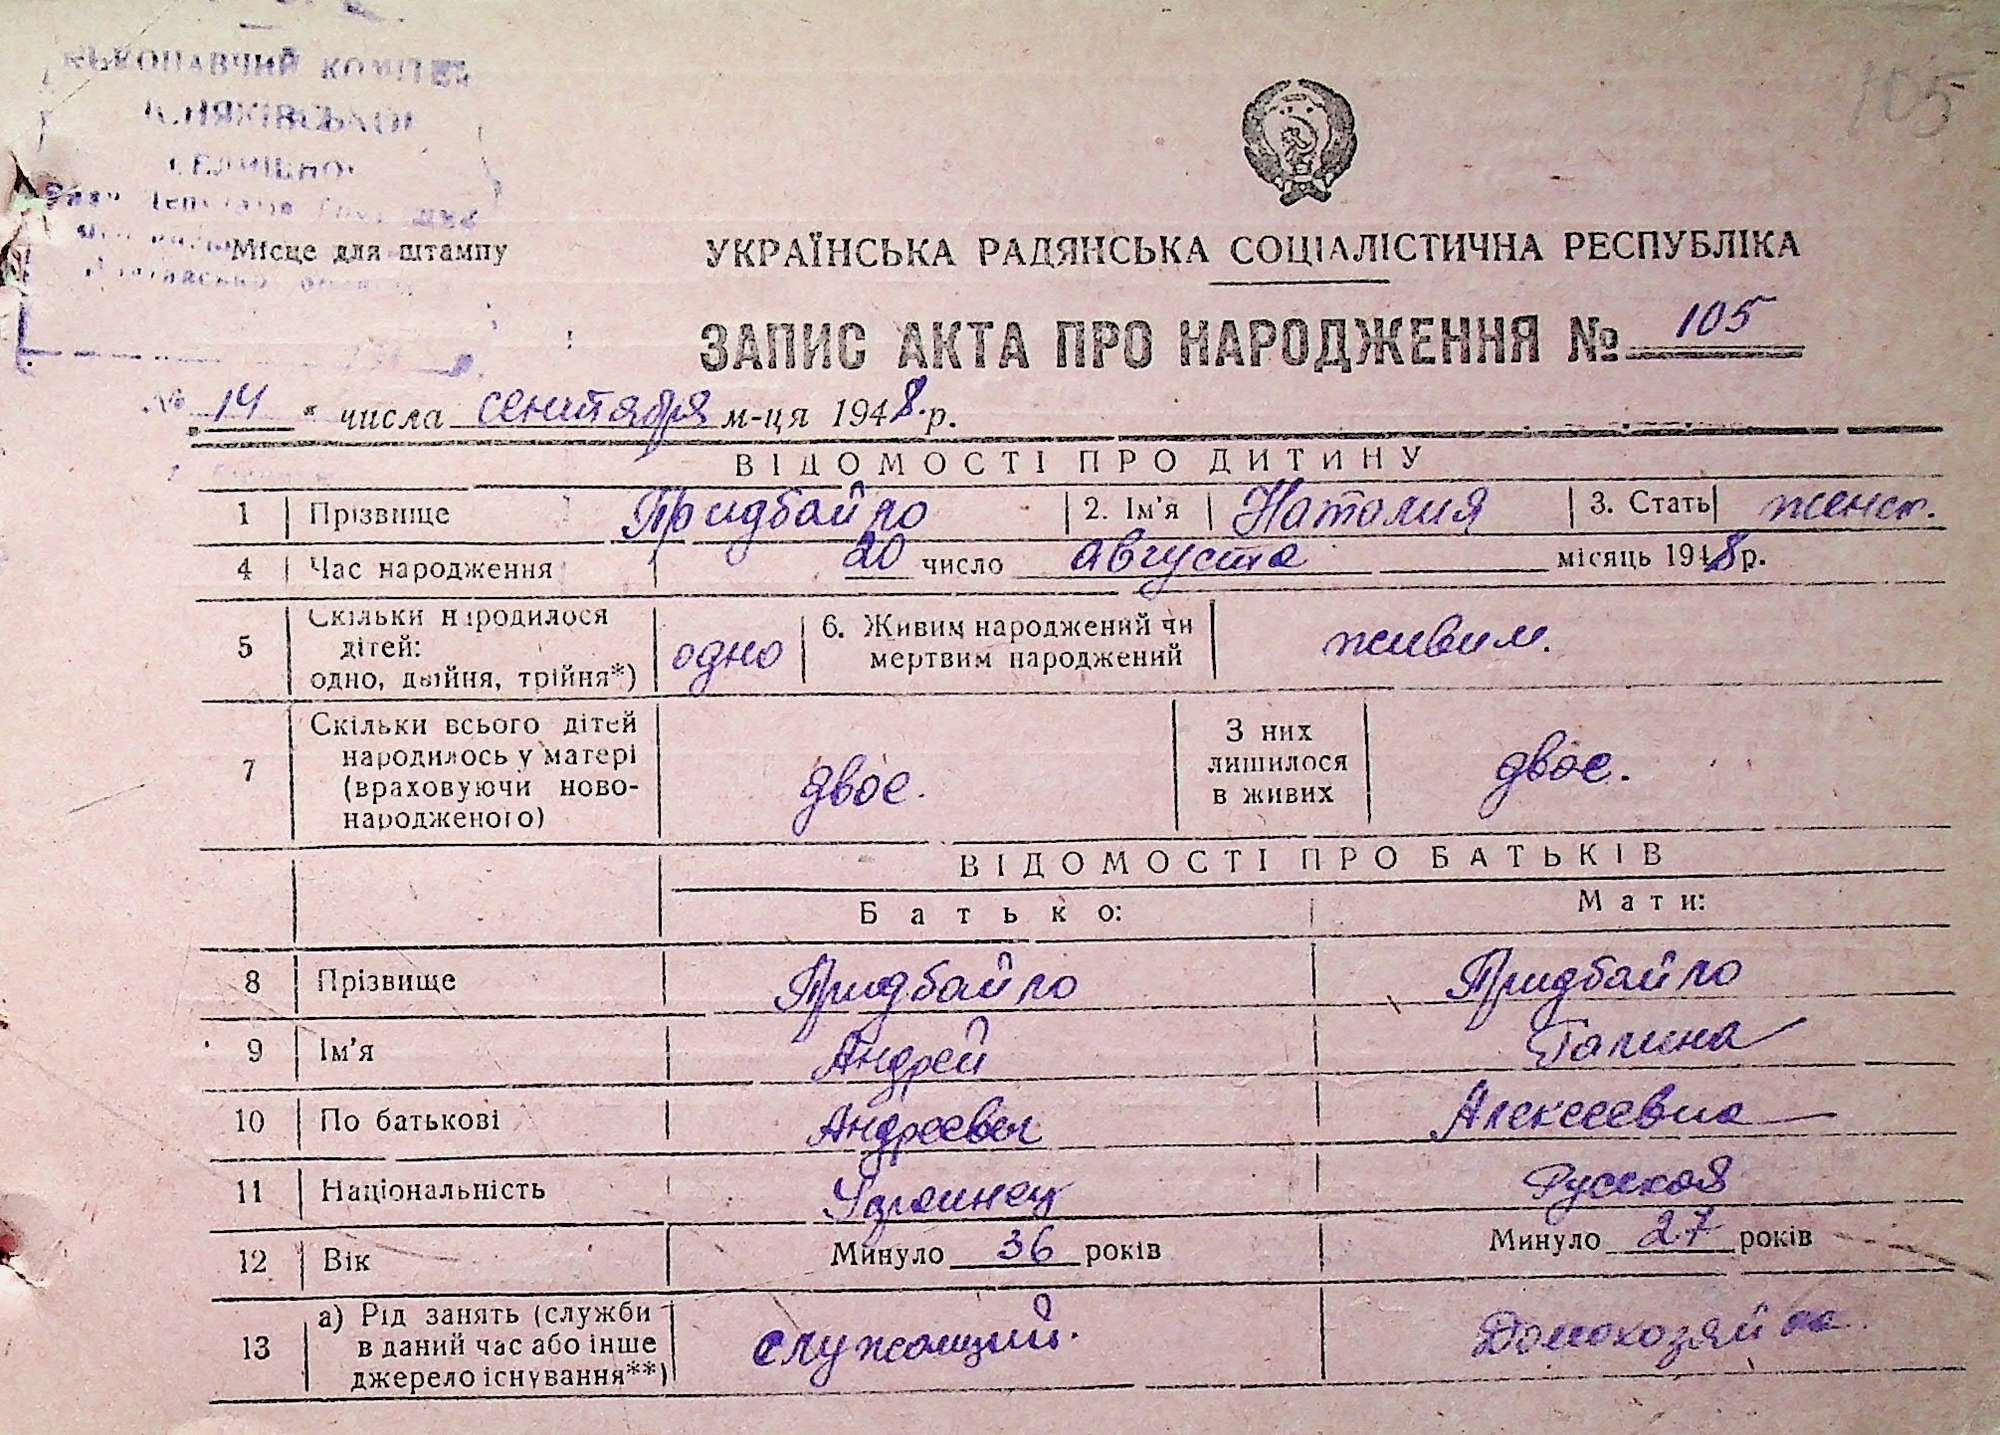 105
КОМІТЕТ
Місце для штампу
УКРАЇНСЬКА РАДЯНСЬКА СОЦІАЛІСТИЧНА РЕСПУБЛІКА
ЗАПИС АКТА ПРО НАРОДЖЕННЯ № 105
14 " числа сентября м-ця 1948. р.
ВІДОМОСТІ ПРО ДИТИНУ
1 Прізвище Придбайло 2. Ім'я Наталия 3. Стать женск.
4 Час народження 20 число августа місяць 1948 р.
5 Скільки народилося дітей: одно, двійня, трійня*) одно 6. Живим народжений чи мертвим народжений живим.
7 Скільки всього дітей народилось у матері (враховуючи ново-народженого) двое. З них лишилося в живих двое.
ВІДОМОСТІ ПРО БАТЬКІВ
Батько: Мати:
8 Прізвище Придбайло Придбайло
9 Ім'я Андрей Галина
10 По батькові Андреевич Алексеевна
11 Національність Украинец Русская
12 Вік Минуло 36 років Минуло 27 років
13 а) Рід занять (служби в даний час або інше джерело існування**) служащий. Домохозяйка.